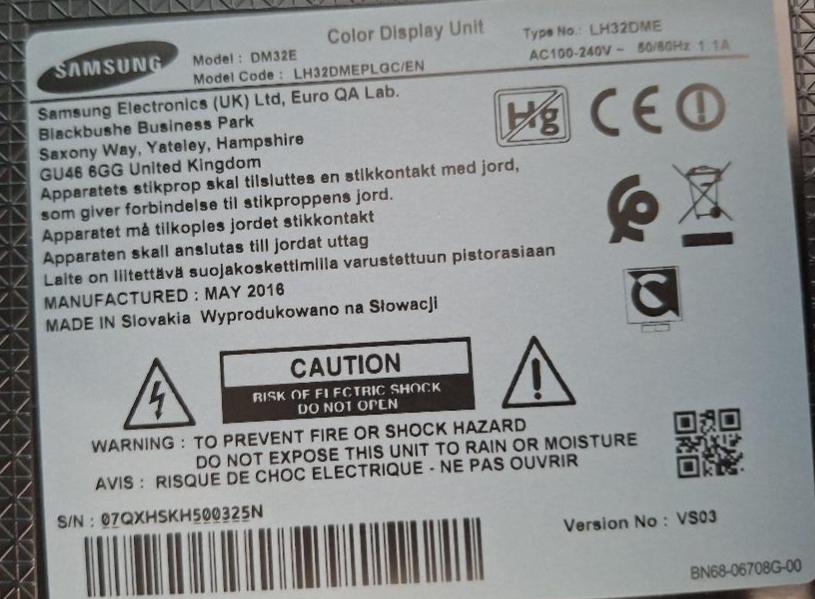 SAMSUNG
Color Display Unit
Model : DM32E
Model Code : LH32DMEPLGC/EN
Type No.: LH32DME
AC100-240V ~ 50/60Hz 1.1A
Samsung Electronics (UK) Ltd, Euro QA Lab.
Blackbushe Business Park
Saxony Way, Yateley, Hampshire
GU46 6GG United Kingdom
Apparatets stikprop skal tilsluttes en stikkontakt med jord,
som giver forbindelse til stikproppens jord.
Apparatet må tilkoples jordet stikkontakt
Apparaten skall anslutas till jordat uttag
Laite on liitettävä suojakoskettimilla varustettuun pistorasiaan
MANUFACTURED : MAY 2016
MADE IN Slovakia Wyprodukowano na Słowacji
Hg
CE
CAUTION
RISK OF ELECTRIC SHOCK
DO NOT OPEN
WARNING : TO PREVENT FIRE OR SHOCK HAZARD
DO NOT EXPOSE THIS UNIT TO RAIN OR MOISTURE
AVIS : RISQUE DE CHOC ELECTRIQUE - NE PAS OUVRIR
S/N : 07QXHSKH500325N
Version No : VS03
BN68-06708G-00